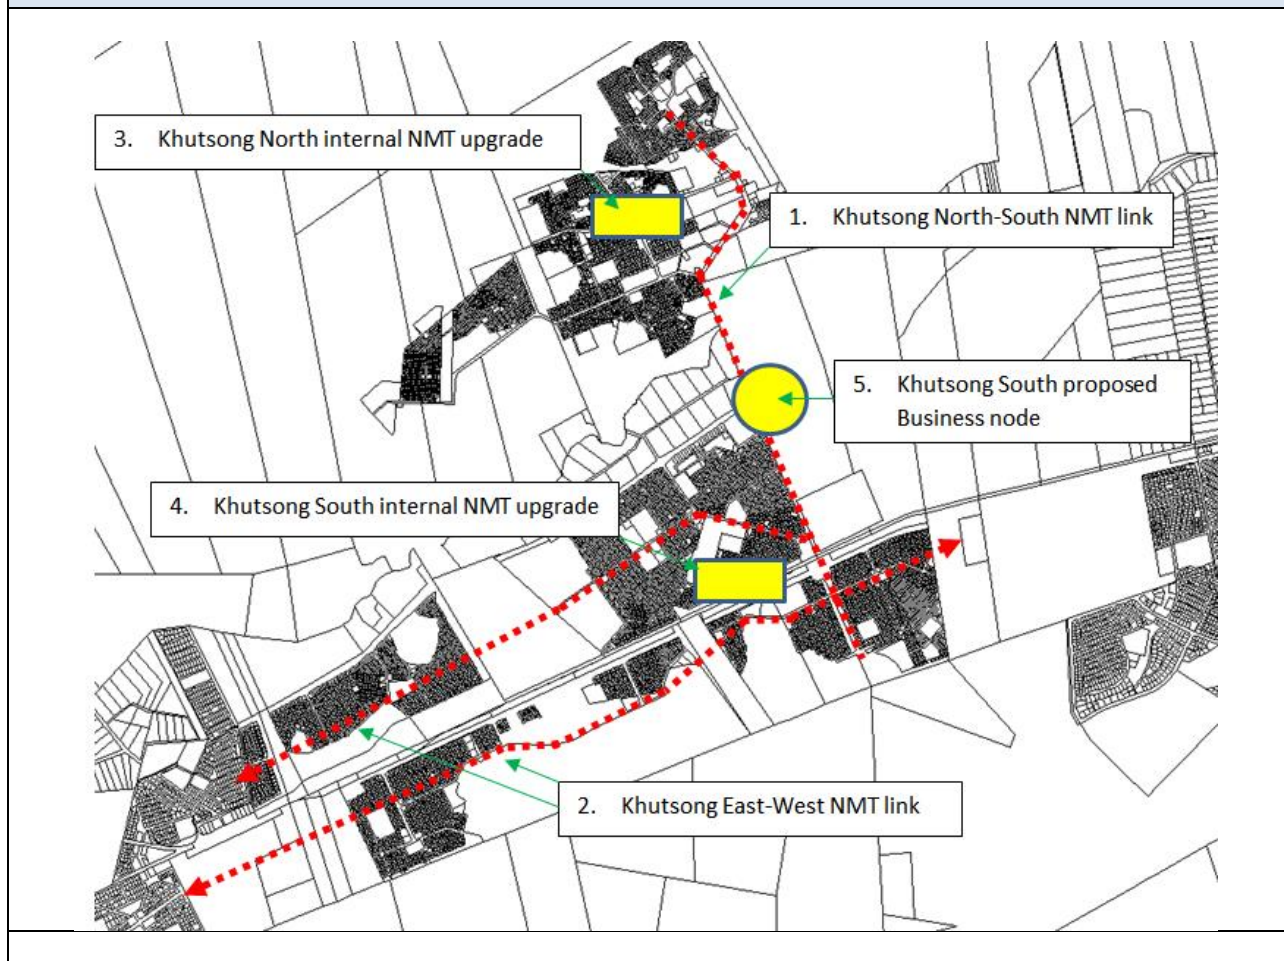 3. Khutsong North internal NMT upgrade
1. Khutsong North-South NMT link
5. Khutsong South proposed
Business node
4. Khutsong South internal NMT upgrade
2. Khutsong East-West NMT link